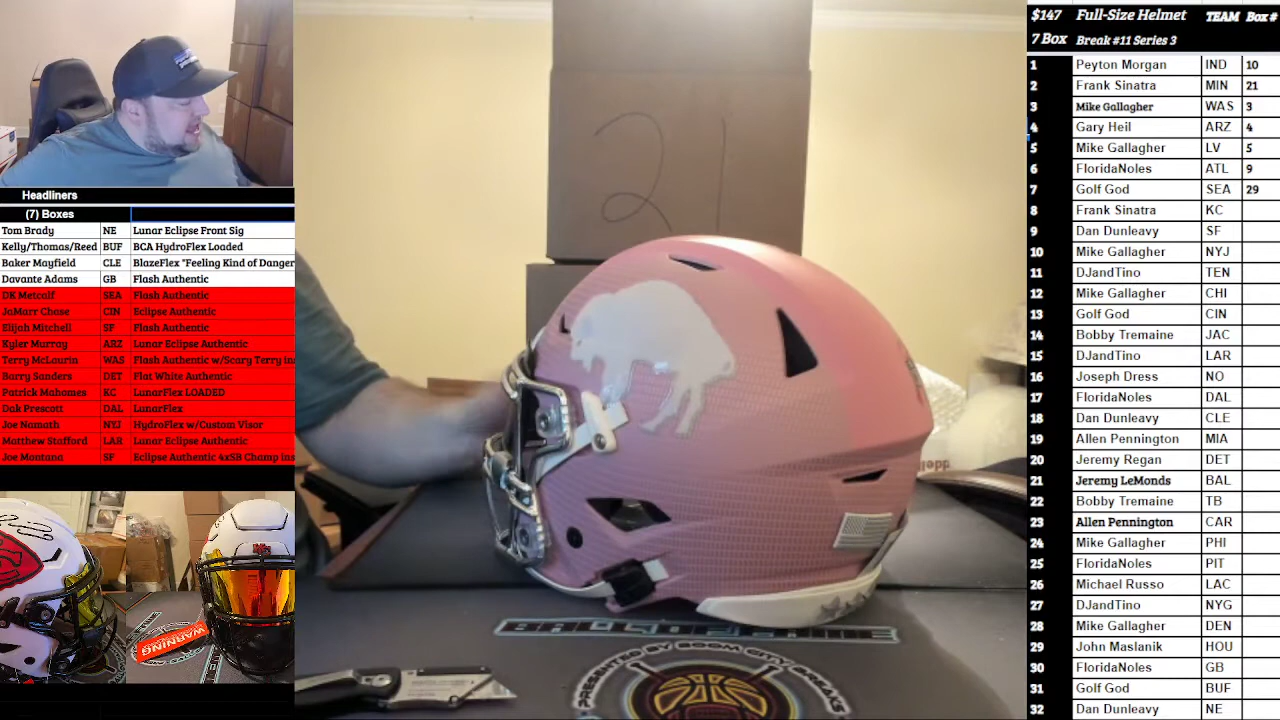 Headliners
(7) Boxes
Tom Brady NE Lunar Eclipse Front Sig
Kelly/Thomas/Reed BUF BCA HydroFlex Loaded
Baker Mayfield CLE BlazeFlex "Feeling Kind of Danger
Davante Adams GB Flash Authentic
DK Metcalf SEA Flash Authentic
JaMarr Chase CIN Eclipse Authentic
Elijah Mitchell SF Flash Authentic
Kyler Murray ARZ Lunar Eclipse Authentic
Terry McLaurin WAS Flash Authentic w/Scary Terry ins
Barry Sanders DET Flat White Authentic
Patrick Mahomes KC LunarFlex LOADED
Dak Prescott DAL LunarFlex
Joe Namath NYJ HydroFlex w/Custom Visor
Matthew Stafford LAR Lunar Eclipse Authentic
Joe Montana SF Eclipse Authentic 4xSB Champ ins
WARNING
21
BOOM CITY BREAKS
$147 Full-Size Helmet TEAM Box #
7 Box Break #11 Series 3
1 Peyton Morgan IND 10
2 Frank Sinatra MIN 21
3 Mike Gallagher WAS 3
4 Gary Heil ARZ 4
5 Mike Gallagher LV 5
6 FloridaNoles ATL 9
7 Golf God SEA 29
8 Frank Sinatra KC
9 Dan Dunleavy SF
10 Mike Gallagher NYJ
11 DJandTino TEN
12 Mike Gallagher CHI
13 Golf God CIN
14 Bobby Tremaine JAC
15 DJandTino LAR
16 Joseph Dress NO
17 FloridaNoles DAL
18 Dan Dunleavy CLE
19 Allen Pennington MIA
20 Jeremy Regan DET
21 Jeremy LeMonds BAL
22 Bobby Tremaine TB
23 Allen Pennington CAR
24 Mike Gallagher PHI
25 FloridaNoles PIT
26 Michael Russo LAC
27 DJandTino NYG
28 Mike Gallagher DEN
29 John Maslanik HOU
30 FloridaNoles GB
31 Golf God BUF
32 Dan Dunleavy NE